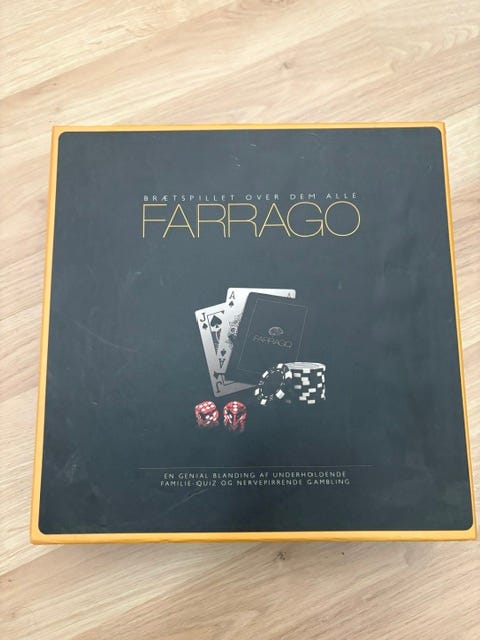 BRÆTSPILLET OVER DEM ALLE
FARRAGO
J
A
FARRAGO
EN GENIAL BLANDING AF UNDERHOLDENDE
FAMILIE-QUIZ OG NERVEPIRRENDE GAMBLING